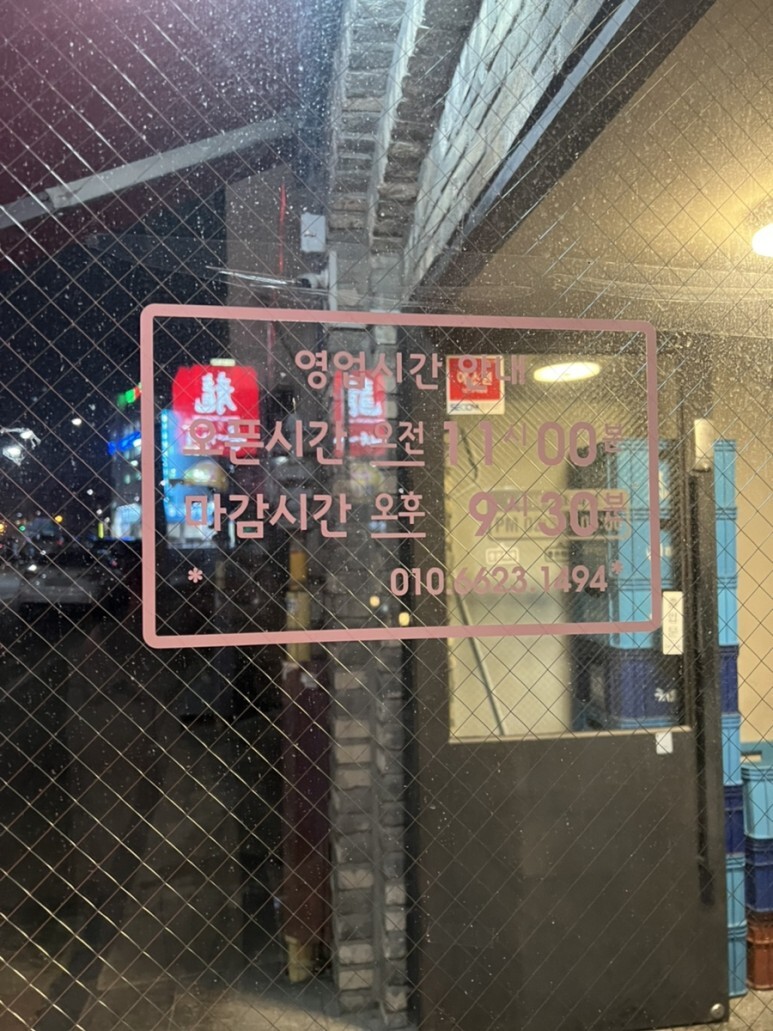 영업시간 안내
오픈시간 오전 11시 00분
마감시간 오후 9시 30분
* 010.6623.1494*
龍
SECOM